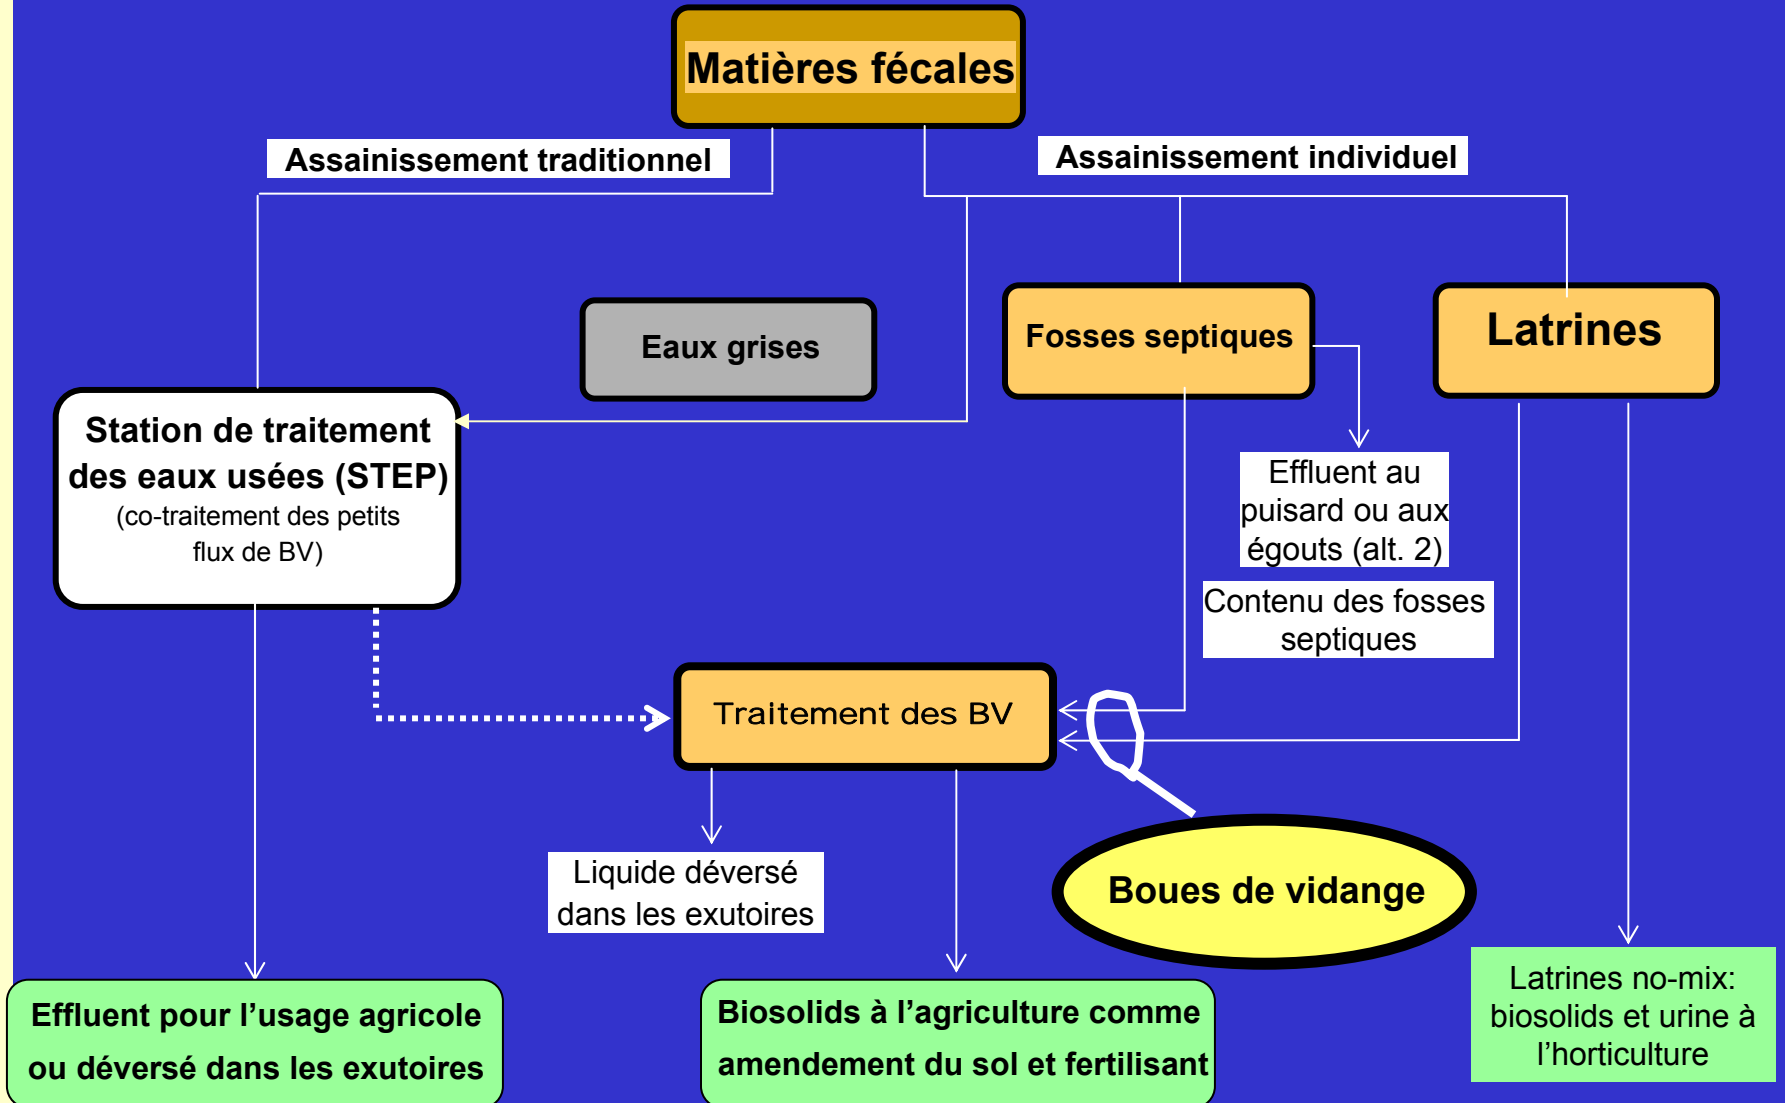 Matières fécales
Assainissement traditionnel
Assainissement individuel
Eaux grises
Fosses septiques
Latrines
Station de traitement
des eaux usées (STEP)
(co-traitement des petits
flux de BV)
Effluent au
puisard ou aux
égouts (alt. 2)
Contenu des fosses
septiques
Traitement des BV
Liquide déversé
dans les exutoires
Boues de vidange
Effluent pour l’usage agricole
ou déversé dans les exutoires
Biosolids à l’agriculture comme
amendement du sol et fertilisant
Latrines no-mix:
biosolids et urine à
l’horticulture